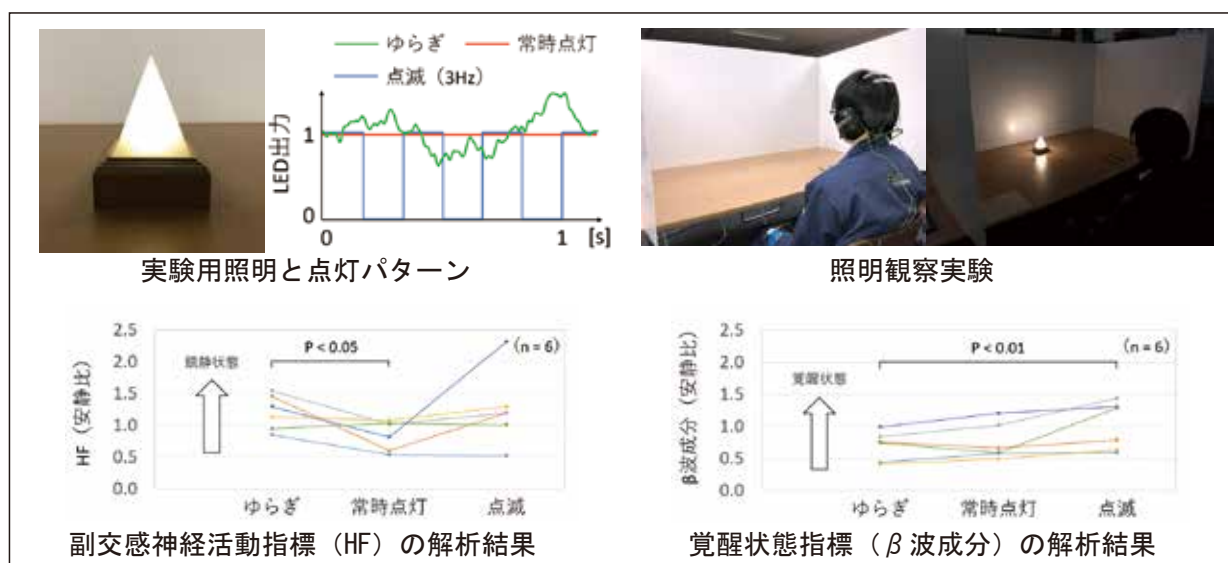 ゆらぎ 常時点灯
点滅（3Hz）
LED出力
1
0
0 1 [s]
実験用照明と点灯パターン
照明観察実験
HF（安静比）
2.5
2.0
1.5
1.0
0.5
0.0
鎮静状態
P < 0.05
(n = 6)
ゆらぎ 常時点灯 点滅
副交感神経活動指標（HF）の解析結果
β波成分（安静比）
2.5
2.0
1.5
1.0
0.5
0.0
覚醒状態
P < 0.01
(n = 6)
ゆらぎ 常時点灯 点滅
覚醒状態指標（β波成分）の解析結果